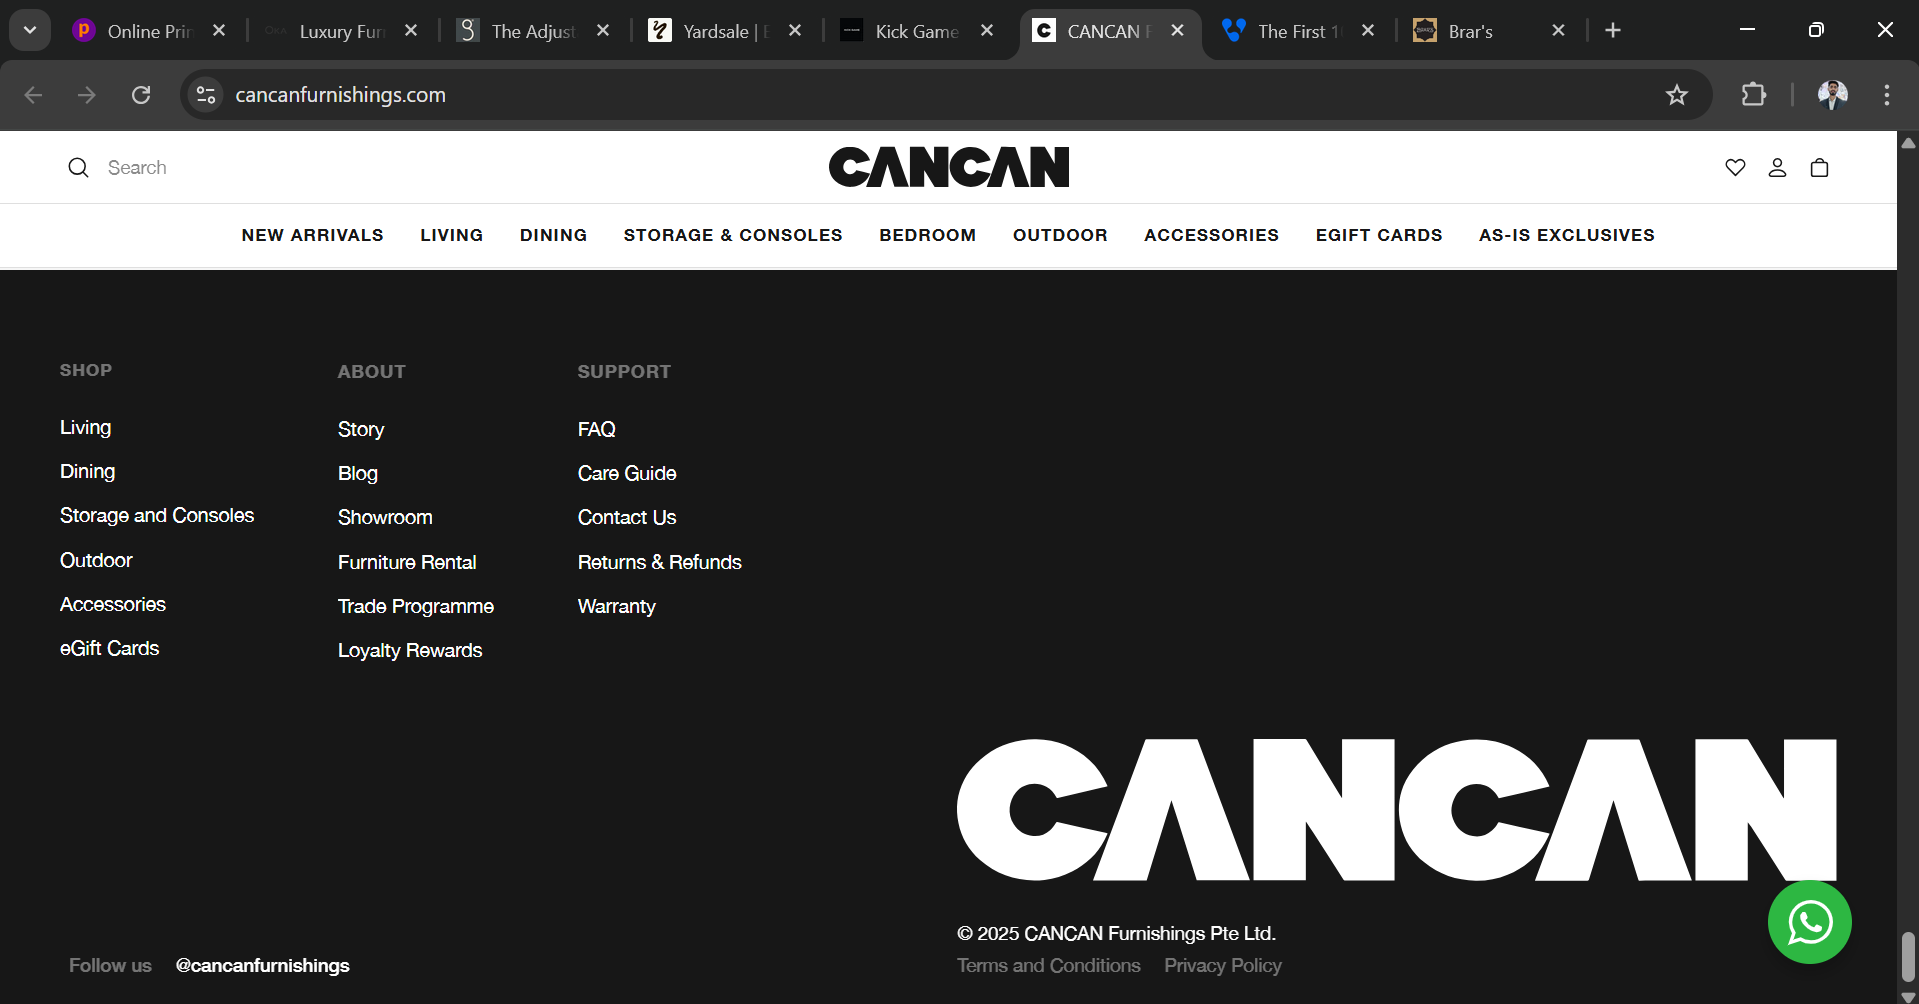 Online Prin
OKA Luxury Furn
The Adjust
Yardsale | E
Kick Game
CANCAN F
The First 1
Brar's
cancanfurnishings.com
Search
CANCAN
NEW ARRIVALS LIVING DINING STORAGE & CONSOLES BEDROOM OUTDOOR ACCESSORIES EGIFT CARDS AS-IS EXCLUSIVES
SHOP
Living
Dining
Storage and Consoles
Outdoor
Accessories
eGift Cards
ABOUT
Story
Blog
Showroom
Furniture Rental
Trade Programme
Loyalty Rewards
SUPPORT
FAQ
Care Guide
Contact Us
Returns & Refunds
Warranty
CANCAN
© 2025 CANCAN Furnishings Pte Ltd.
Follow us @cancanfurnishings
Terms and Conditions Privacy Policy